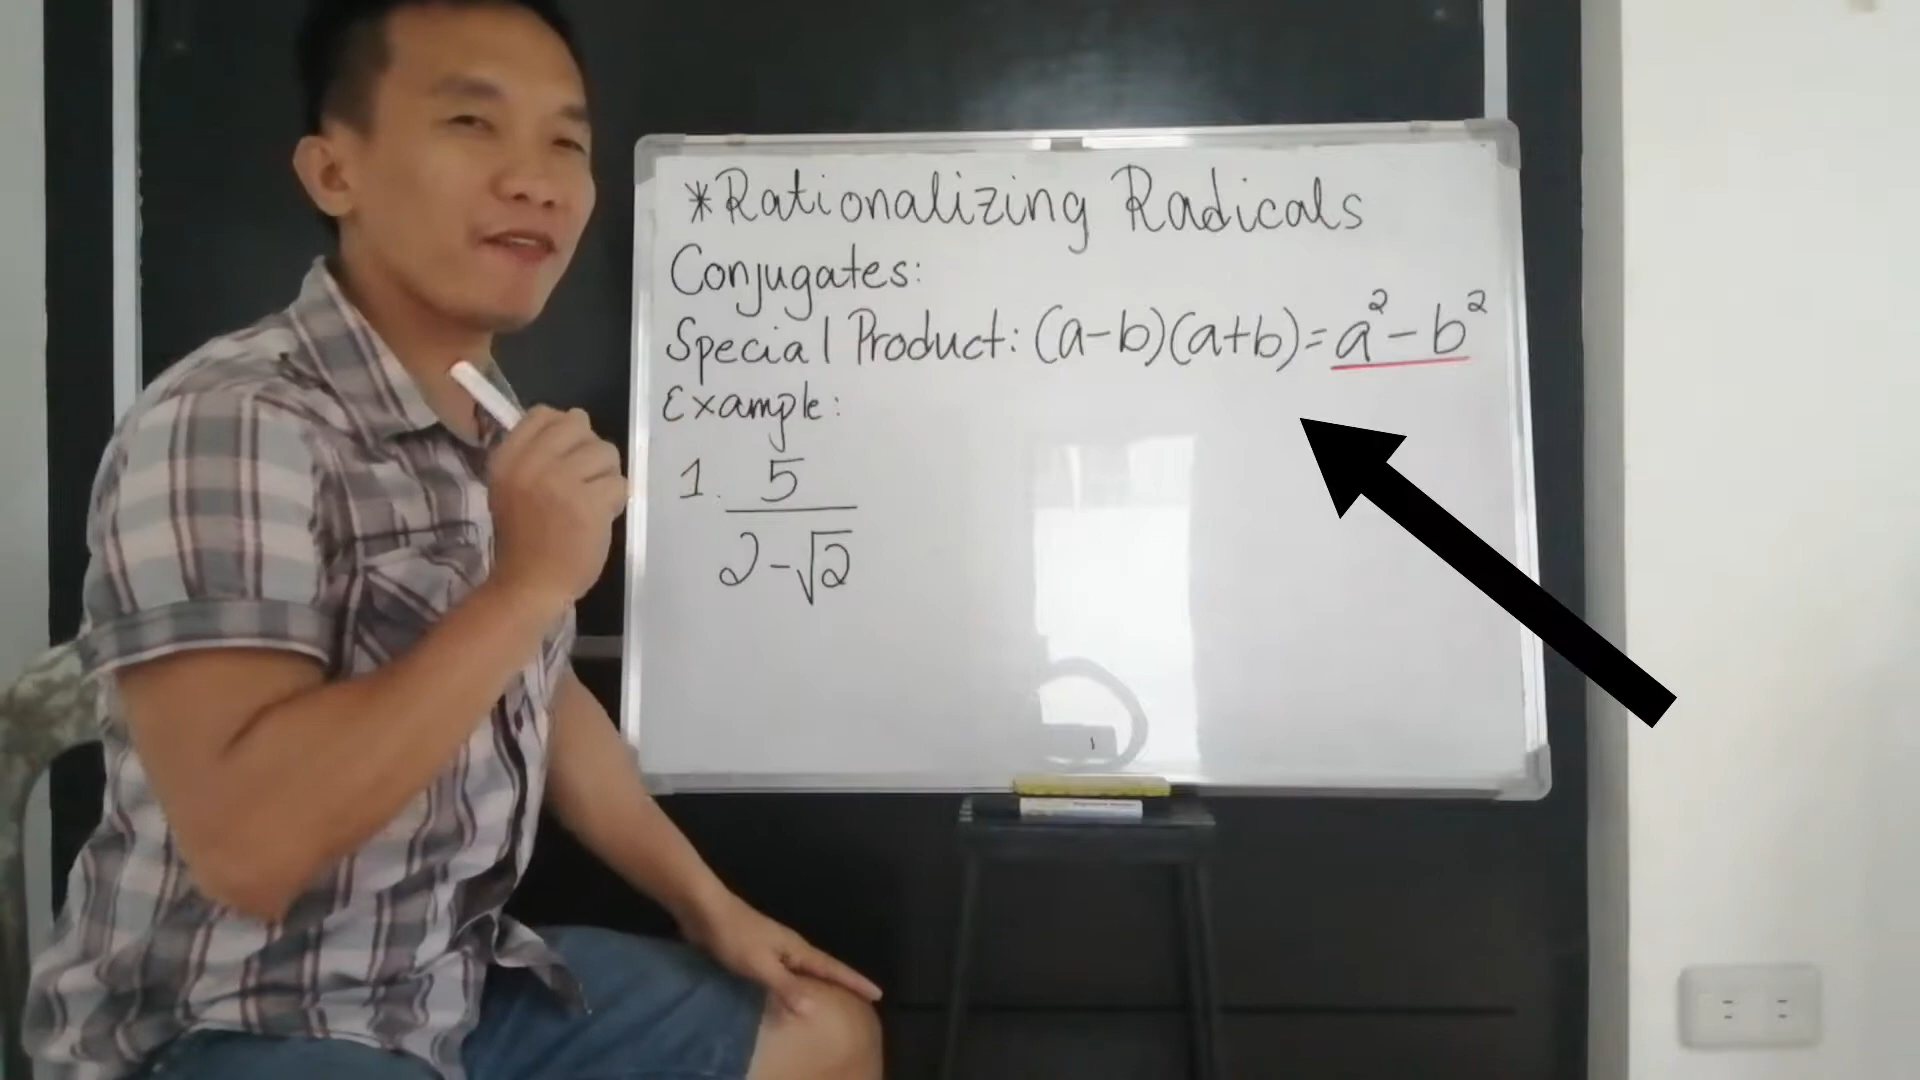 *Rationalizing Radicals
Conjugates:
Special Product: (a-b)(a+b)=a²-b²
Example:
1. 5
2-√2